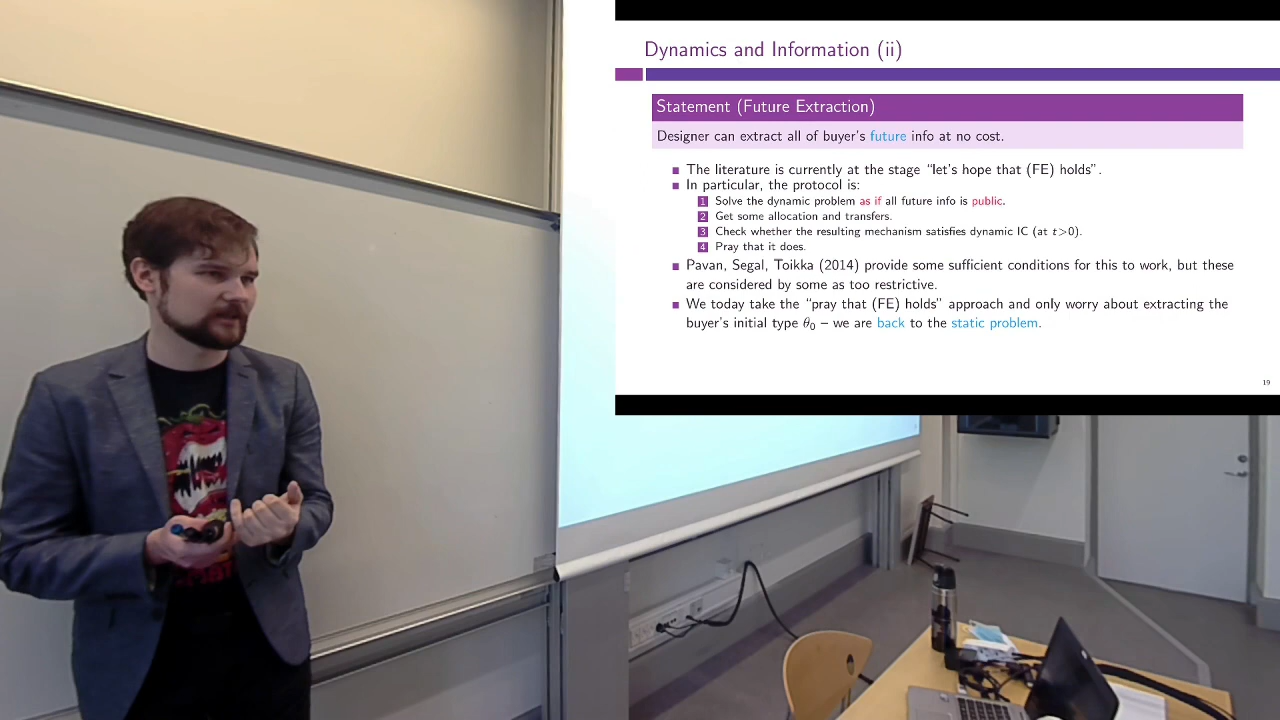 Dynamics and Information (ii)
Statement (Future Extraction)
Designer can extract all of buyer's future info at no cost.
■ The literature is currently at the stage “let's hope that (FE) holds”.
■ In particular, the protocol is:
1 Solve the dynamic problem as if all future info is public.
2 Get some allocation and transfers.
3 Check whether the resulting mechanism satisfies dynamic IC (at t>0).
4 Pray that it does.
■ Pavan, Segal, Toikka (2014) provide some sufficient conditions for this to work, but these
are considered by some as too restrictive.
■ We today take the “pray that (FE) holds” approach and only worry about extracting the
buyer's initial type θ₀ – we are back to the static problem.
19